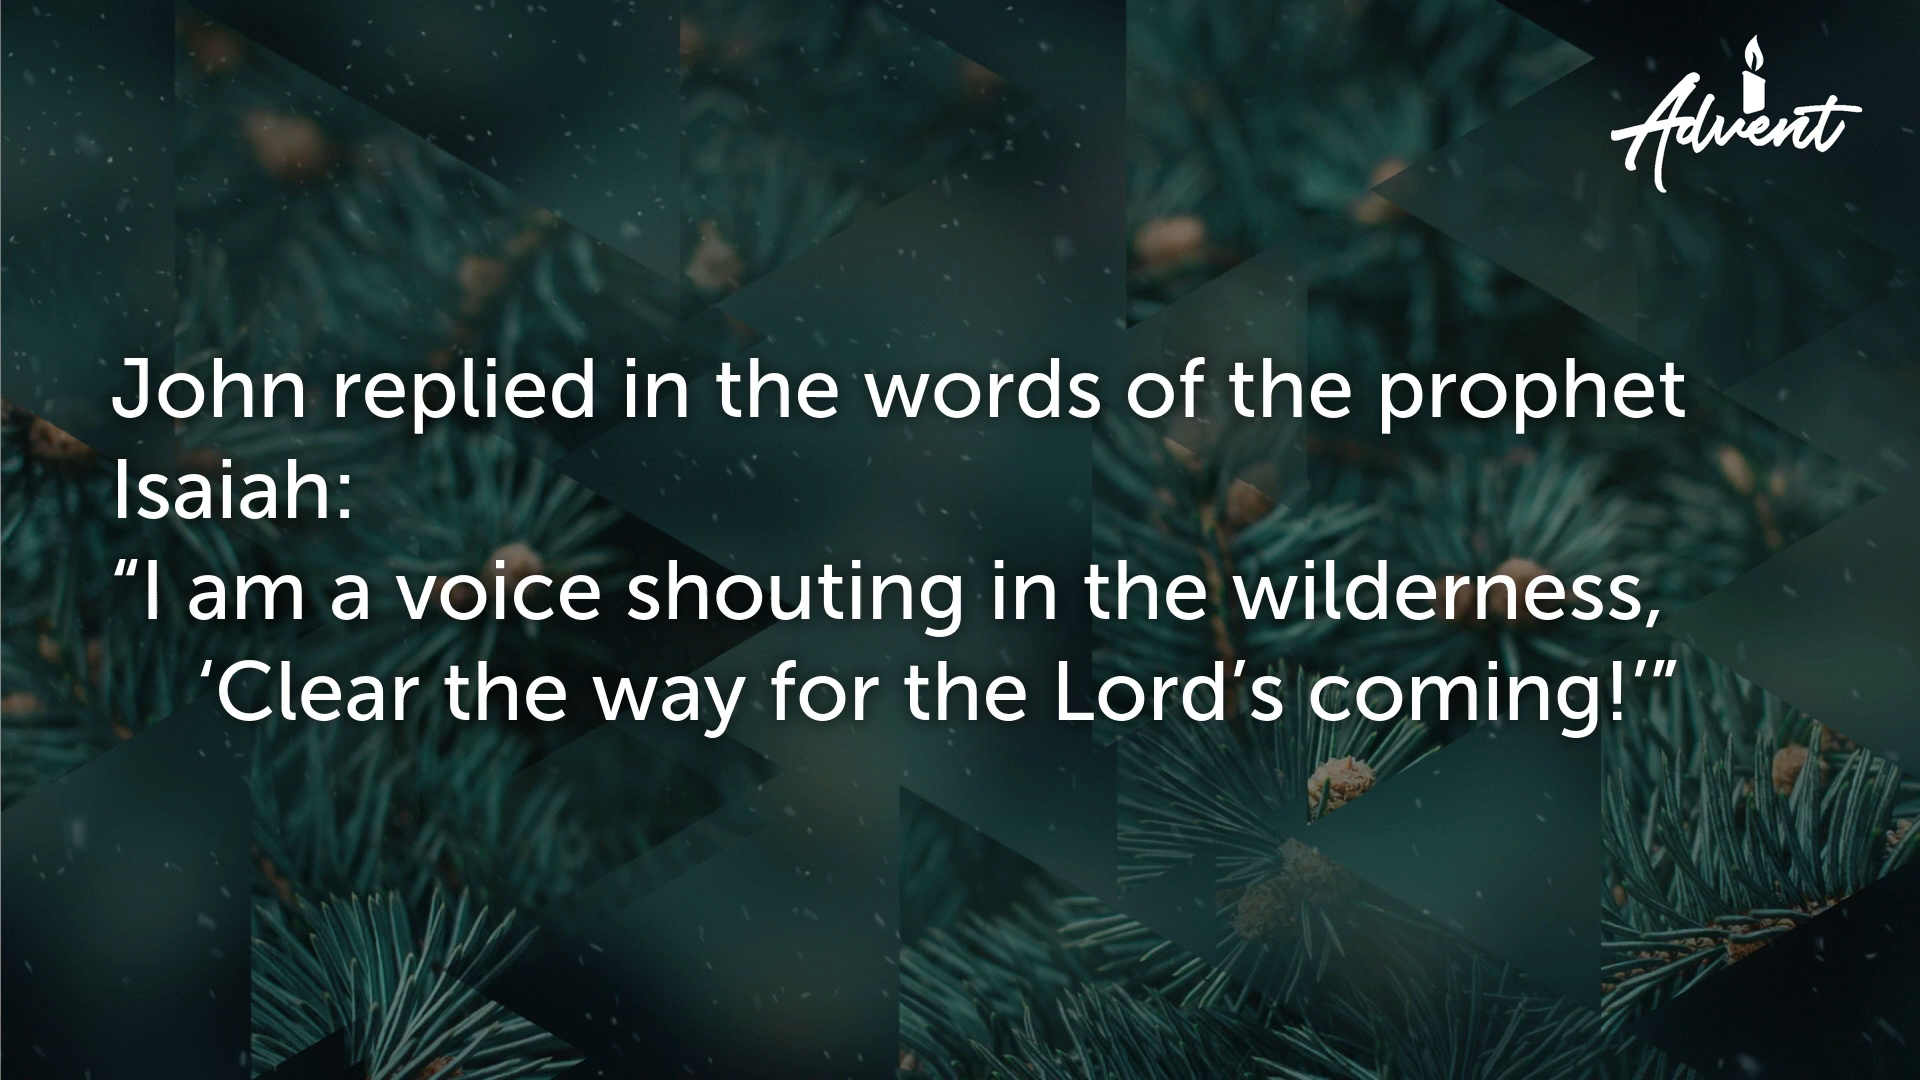 Advent
John replied in the words of the prophet
Isaiah:
“I am a voice shouting in the wilderness,
‘Clear the way for the Lord’s coming!’”